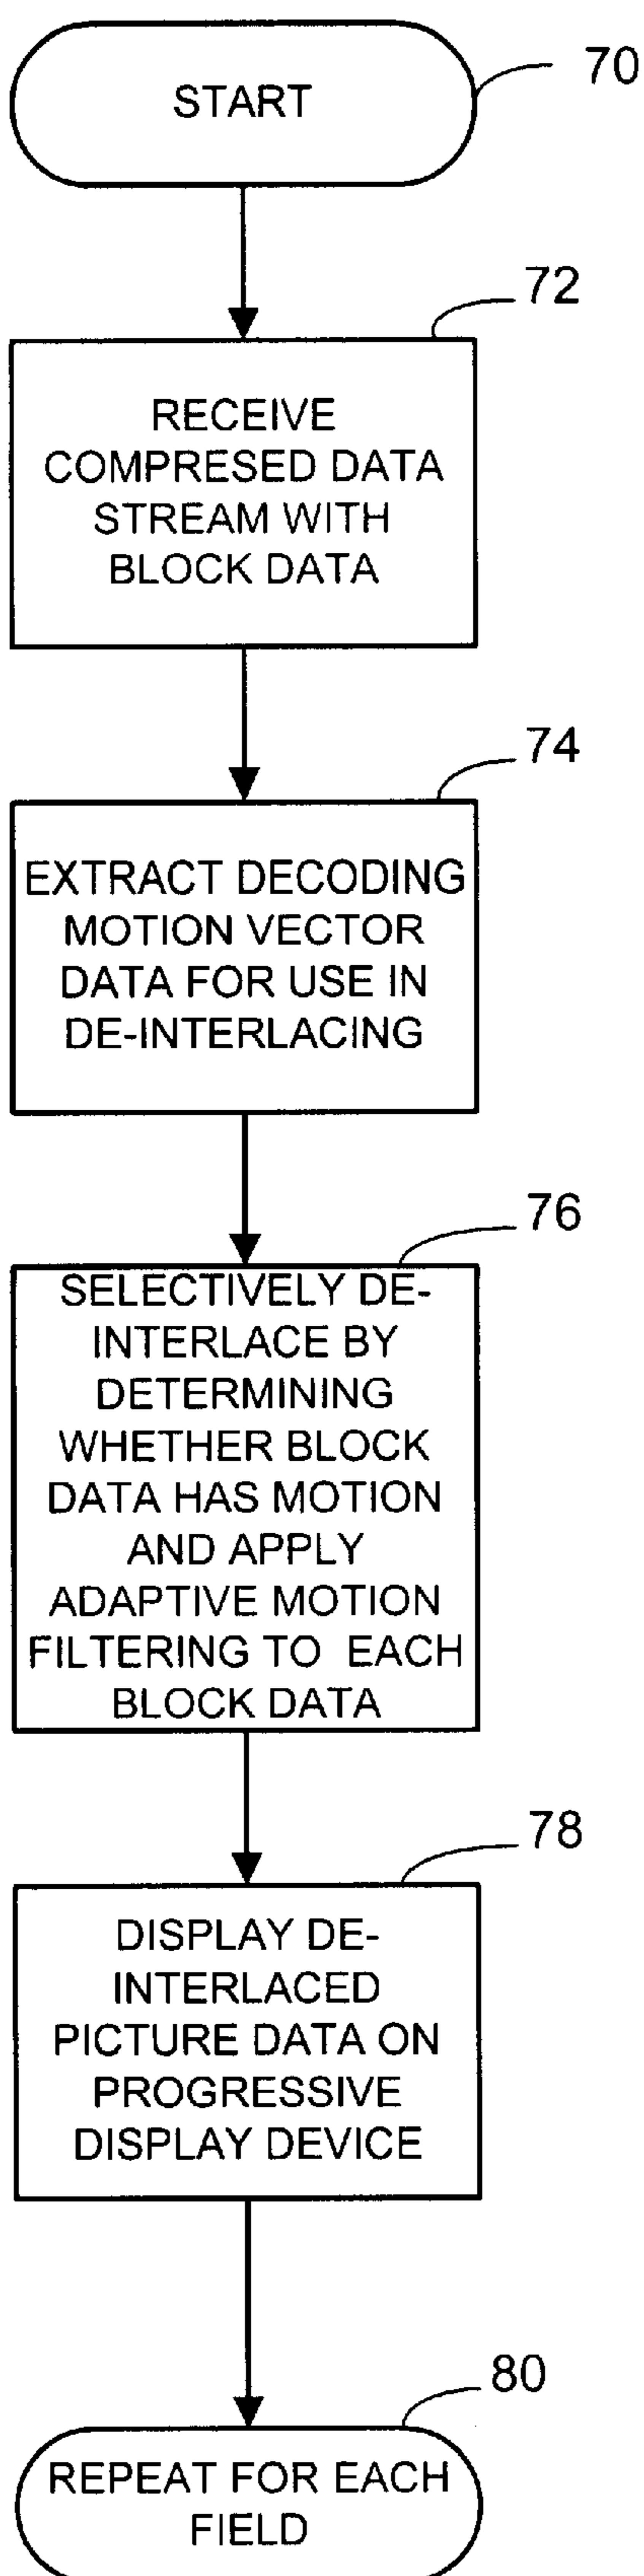 START
70
72
RECEIVE
COMPRESED DATA
STREAM WITH
BLOCK DATA
74
EXTRACT DECODING
MOTION VECTOR
DATA FOR USE IN
DE-INTERLACING
76
SELECTIVELY DE-
INTERLACE BY
DETERMINING
WHETHER BLOCK
DATA HAS MOTION
AND APPLY
ADAPTIVE MOTION
FILTERING TO EACH
BLOCK DATA
78
DISPLAY DE-
INTERLACED
PICTURE DATA ON
PROGRESSIVE
DISPLAY DEVICE
80
REPEAT FOR EACH
FIELD